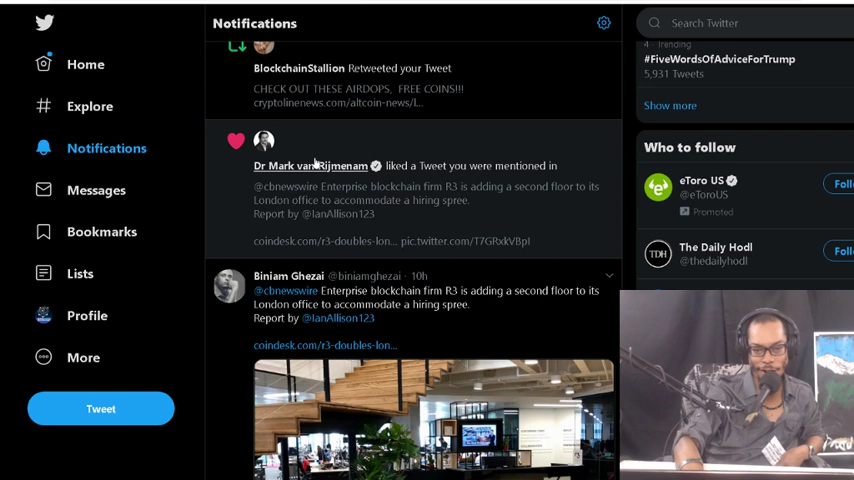 Notifications
Search Twitter
Home
Explore
Notifications
Messages
Bookmarks
Lists
Profile
More
Tweet
BlockchainStallion Retweeted your Tweet
CHECK OUT THESE AIRDOPS, FREE COINS!!!
cryptolinenews.com/altcoin-news/l...
Dr Mark van Rijmenam liked a Tweet you were mentioned in
@cbnewswire Enterprise blockchain firm R3 is adding a second floor to its
London office to accommodate a hiring spree.
Report by @IanAllison123
coindesk.com/r3-doubles-lon... pic.twitter.com/T7GRxkVBpI
Biniam Ghezai @biniamghezai · 10h
@cbnewswire Enterprise blockchain firm R3 is adding a second floor to its
London office to accommodate a hiring spree.
Report by @IanAllison123
coindesk.com/r3-doubles-lon...
4 · Trending
#FiveWordsOfAdviceForTrump
5,931 Tweets
Show more
Who to follow
eToro US
@eToroUS
Promoted
Foll
TDH
The Daily Hodl
@thedailyhodl
Foll